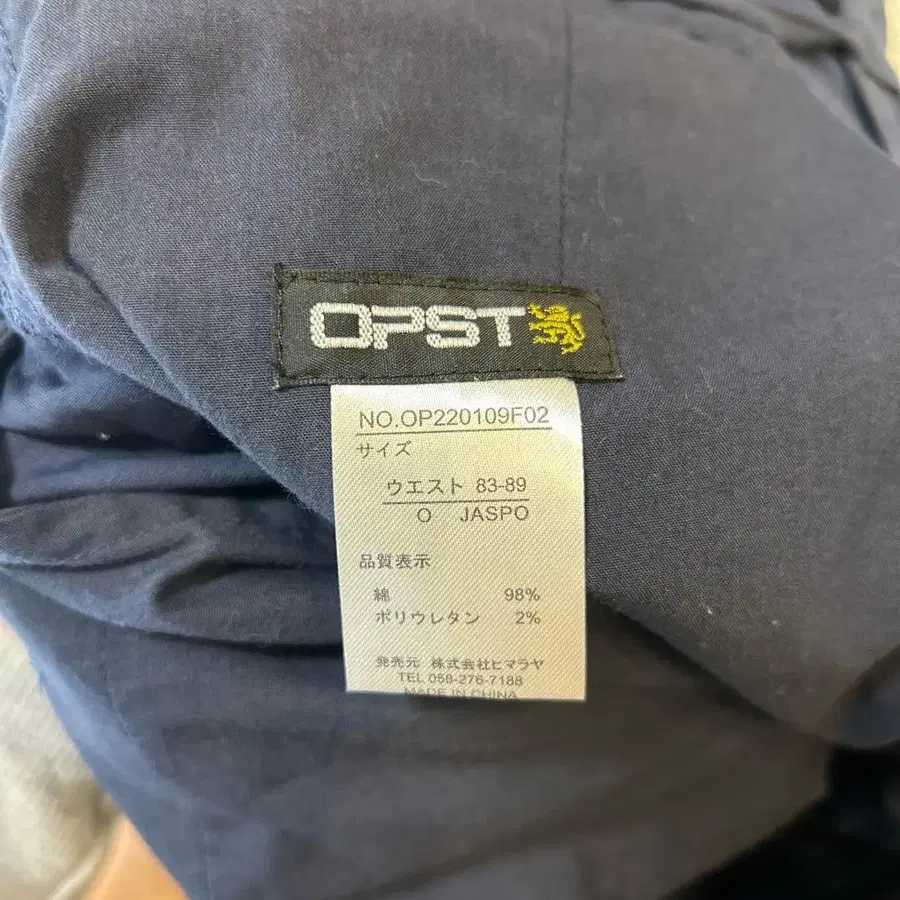 OPST
NO.OP220109F02
サイズ
ウエスト 83-89
O JASPO
品質表示
綿 98%
ポリウレタン 2%
発売元 株式会社ヒマラヤ
TEL 058-276-7188
MADE IN CHINA